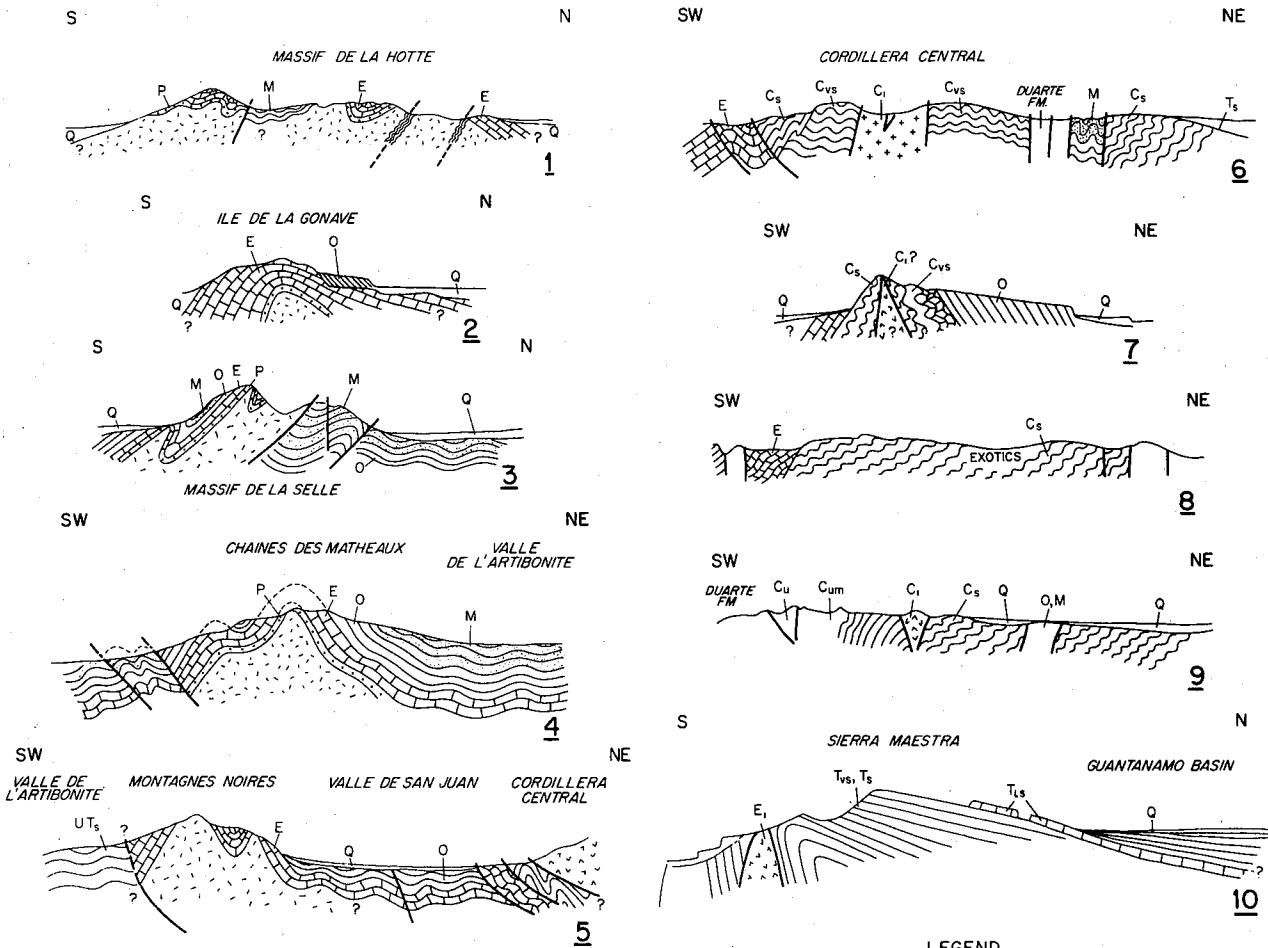 S N
MASSIF DE LA HOTTE
P M E E
Q ? ? Q
1
S N
ILE DE LA GONAVE
E O
Q Q
? ?
2
S N
M O E P M
Q Q
O
3
MASSIF DE LA SELLE
SW NE
CHAINES DES MATHEAUX VALLE
DE L'ARTIBONITE
P E O
M
4
SW NE
VALLE DE MONTAGNES NOIRES VALLE DE SAN JUAN CORDILLERA
L'ARTIBONITE CENTRAL
UTs ? E
Q O
? ? ?
5
SW NE
CORDILLERA CENTRAL
E Cs Cvs CI Cvs DUARTE M Cs Ts
FM.
6
SW NE
Cs CI? Cvs
Q O Q
? ? ?
7
SW NE
E Cs
EXOTICS
8
SW NE
DUARTE Cu Cum CI Cs Q O,M Q
FM
9
S N
SIERRA MAESTRA
GUANTANAMO BASIN
Tvs, Ts
EI TLS Q
?
10
LEGEND